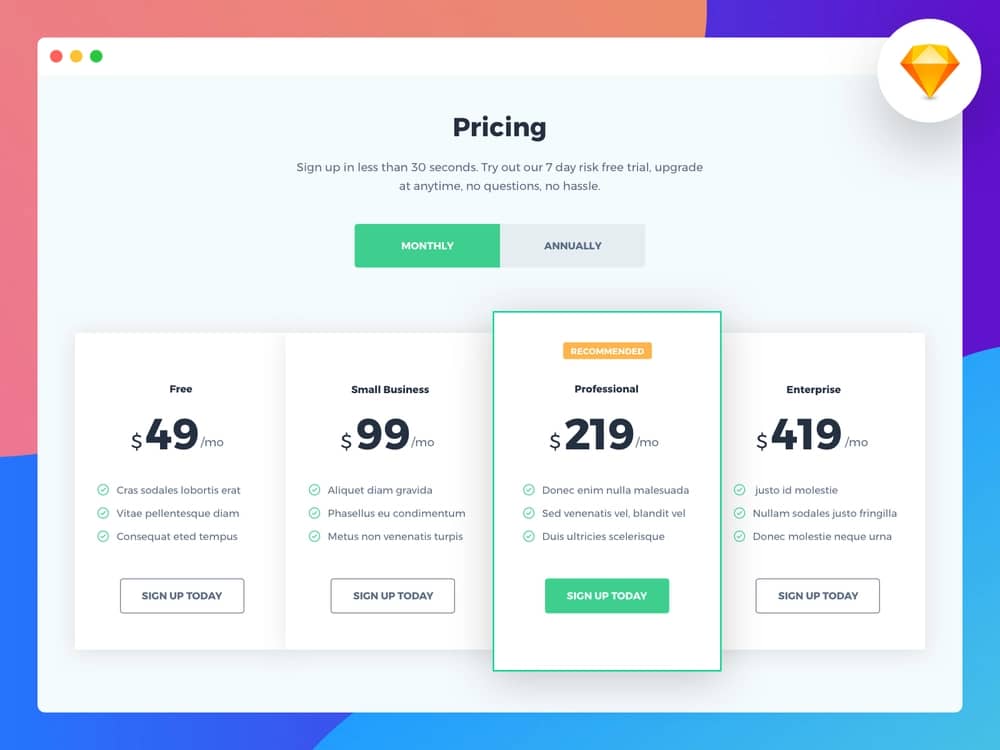 Pricing
Sign up in less than 30 seconds. Try out our 7 day risk free trial, upgrade
at anytime, no questions, no hassle.
MONTHLY
ANNUALLY
Free
$49/mo
Cras sodales lobortis erat
Vitae pellentesque diam
Consequat eted tempus
SIGN UP TODAY
Small Business
$99/mo
Aliquet diam gravida
Phasellus eu condimentum
Metus non venenatis turpis
SIGN UP TODAY
RECOMMENDED
Professional
$219/mo
Donec enim nulla malesuada
Sed venenatis vel, blandit vel
Duis ultricies scelerisque
SIGN UP TODAY
Enterprise
$419/mo
justo id molestie
Nullam sodales justo fringilla
Donec molestie neque urna
SIGN UP TODAY